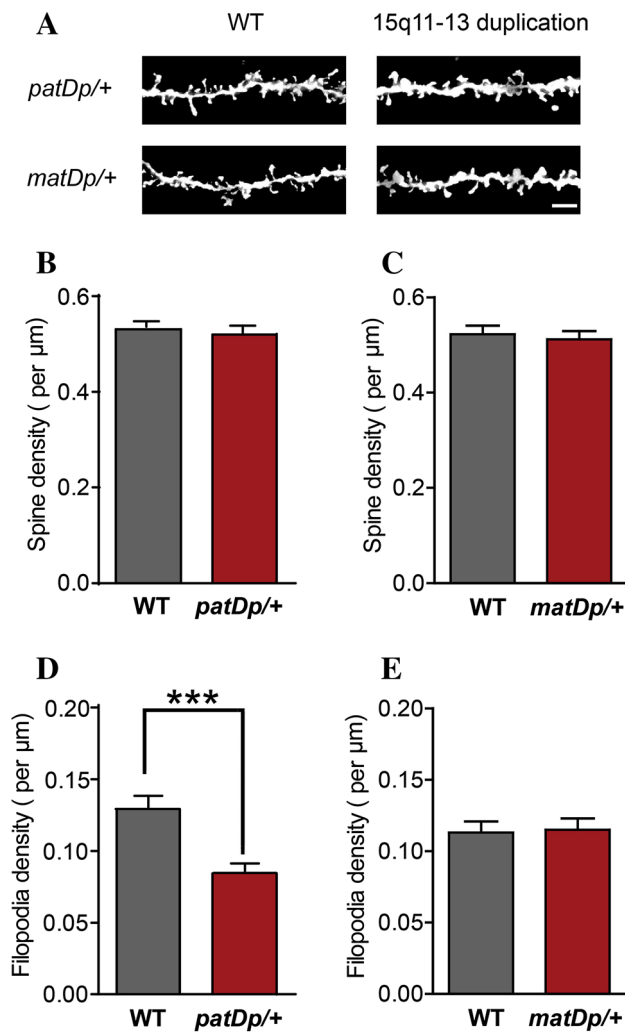 A
WT
15q11-13 duplication
patDp/+
matDp/+
B
Spine density ( per µm)
0.6
0.4
0.2
0.0
WT
patDp/+
C
Spine density ( per µm)
0.6
0.4
0.2
0.0
WT
matDp/+
D
Filopodia density ( per µm)
0.20
0.15
0.10
0.05
0.00
***
WT
patDp/+
E
Filopodia density ( per µm)
0.20
0.15
0.10
0.05
0.00
WT
matDp/+